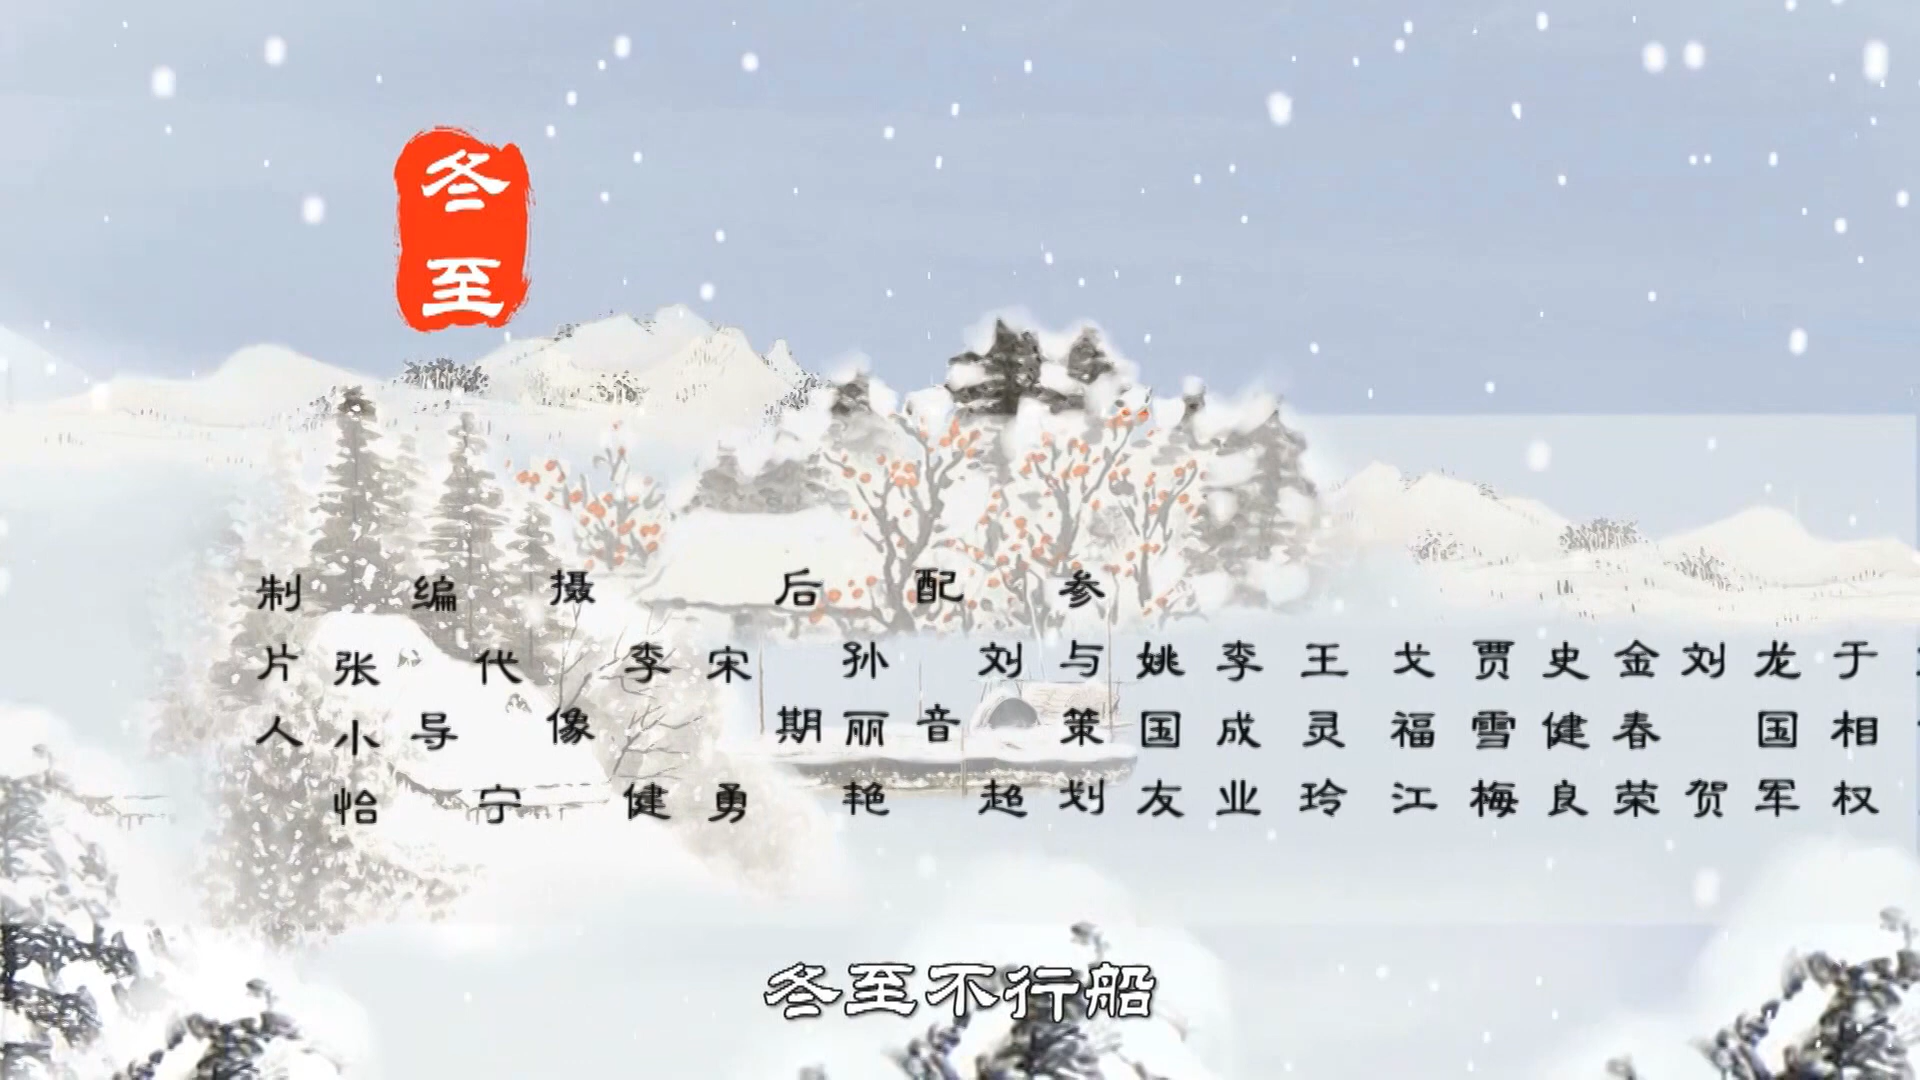 冬至
制片人
张小怡
编导
代宁
摄像
李健
宋勇
后期
孙丽艳
配音
刘超
参与策划
姚国友
李成业
王灵玲
戈福江
贾雪梅
史健良
金春荣
刘贺
龙国军
于相权
冬至不行船